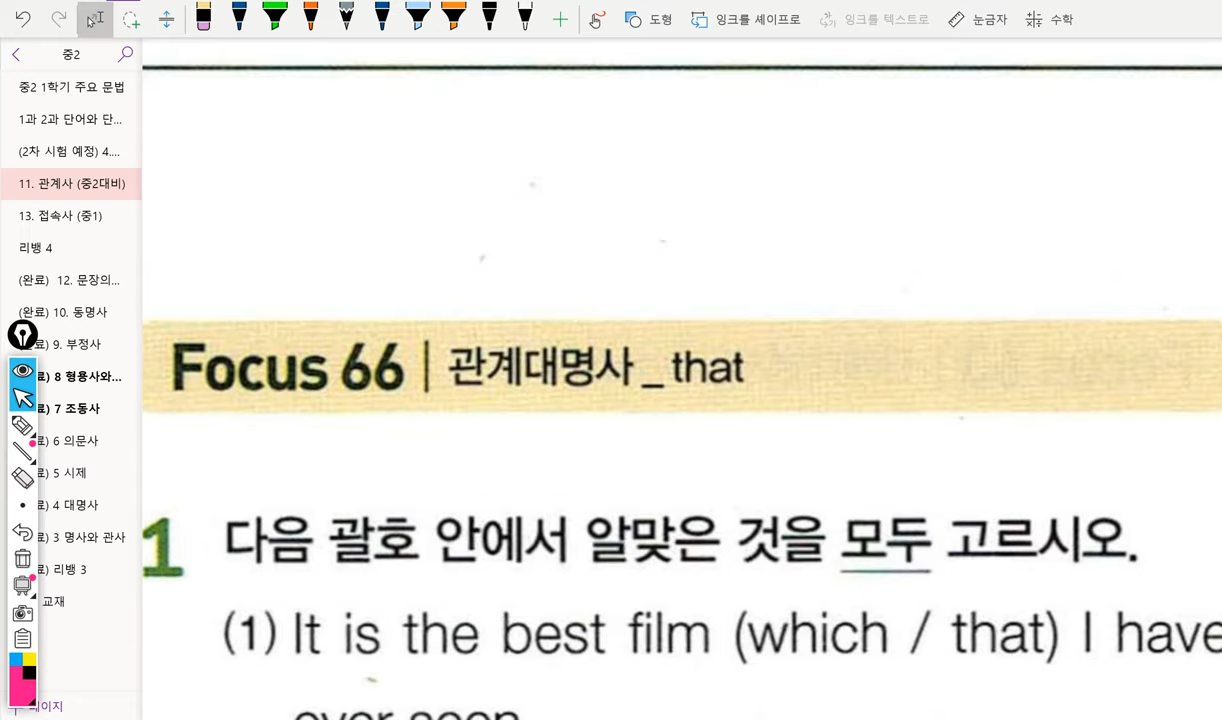 도형
잉크를 셰이프로
잉크를 텍스트로
눈금자
수학
중2
중2 1학기 주요 문법
1과 2과 단어와 단...
(2차 시험 예정) 4....
11. 관계사 (중2대비)
13. 접속사 (중1)
리뱅 4
(완료) 12. 문장의...
(완료) 10. 동명사
료) 9. 부정사
료) 8 형용사와...
료) 7 조동사
료) 6 의문사
료) 5 시제
료) 4 대명사
료) 3 명사와 관사
료) 리뱅 3
교재
페이지
Focus 66 | 관계대명사 _ that
1 다음 괄호 안에서 알맞은 것을 모두 고르시오.
(1) It is the best film (which / that) I have
ever seen